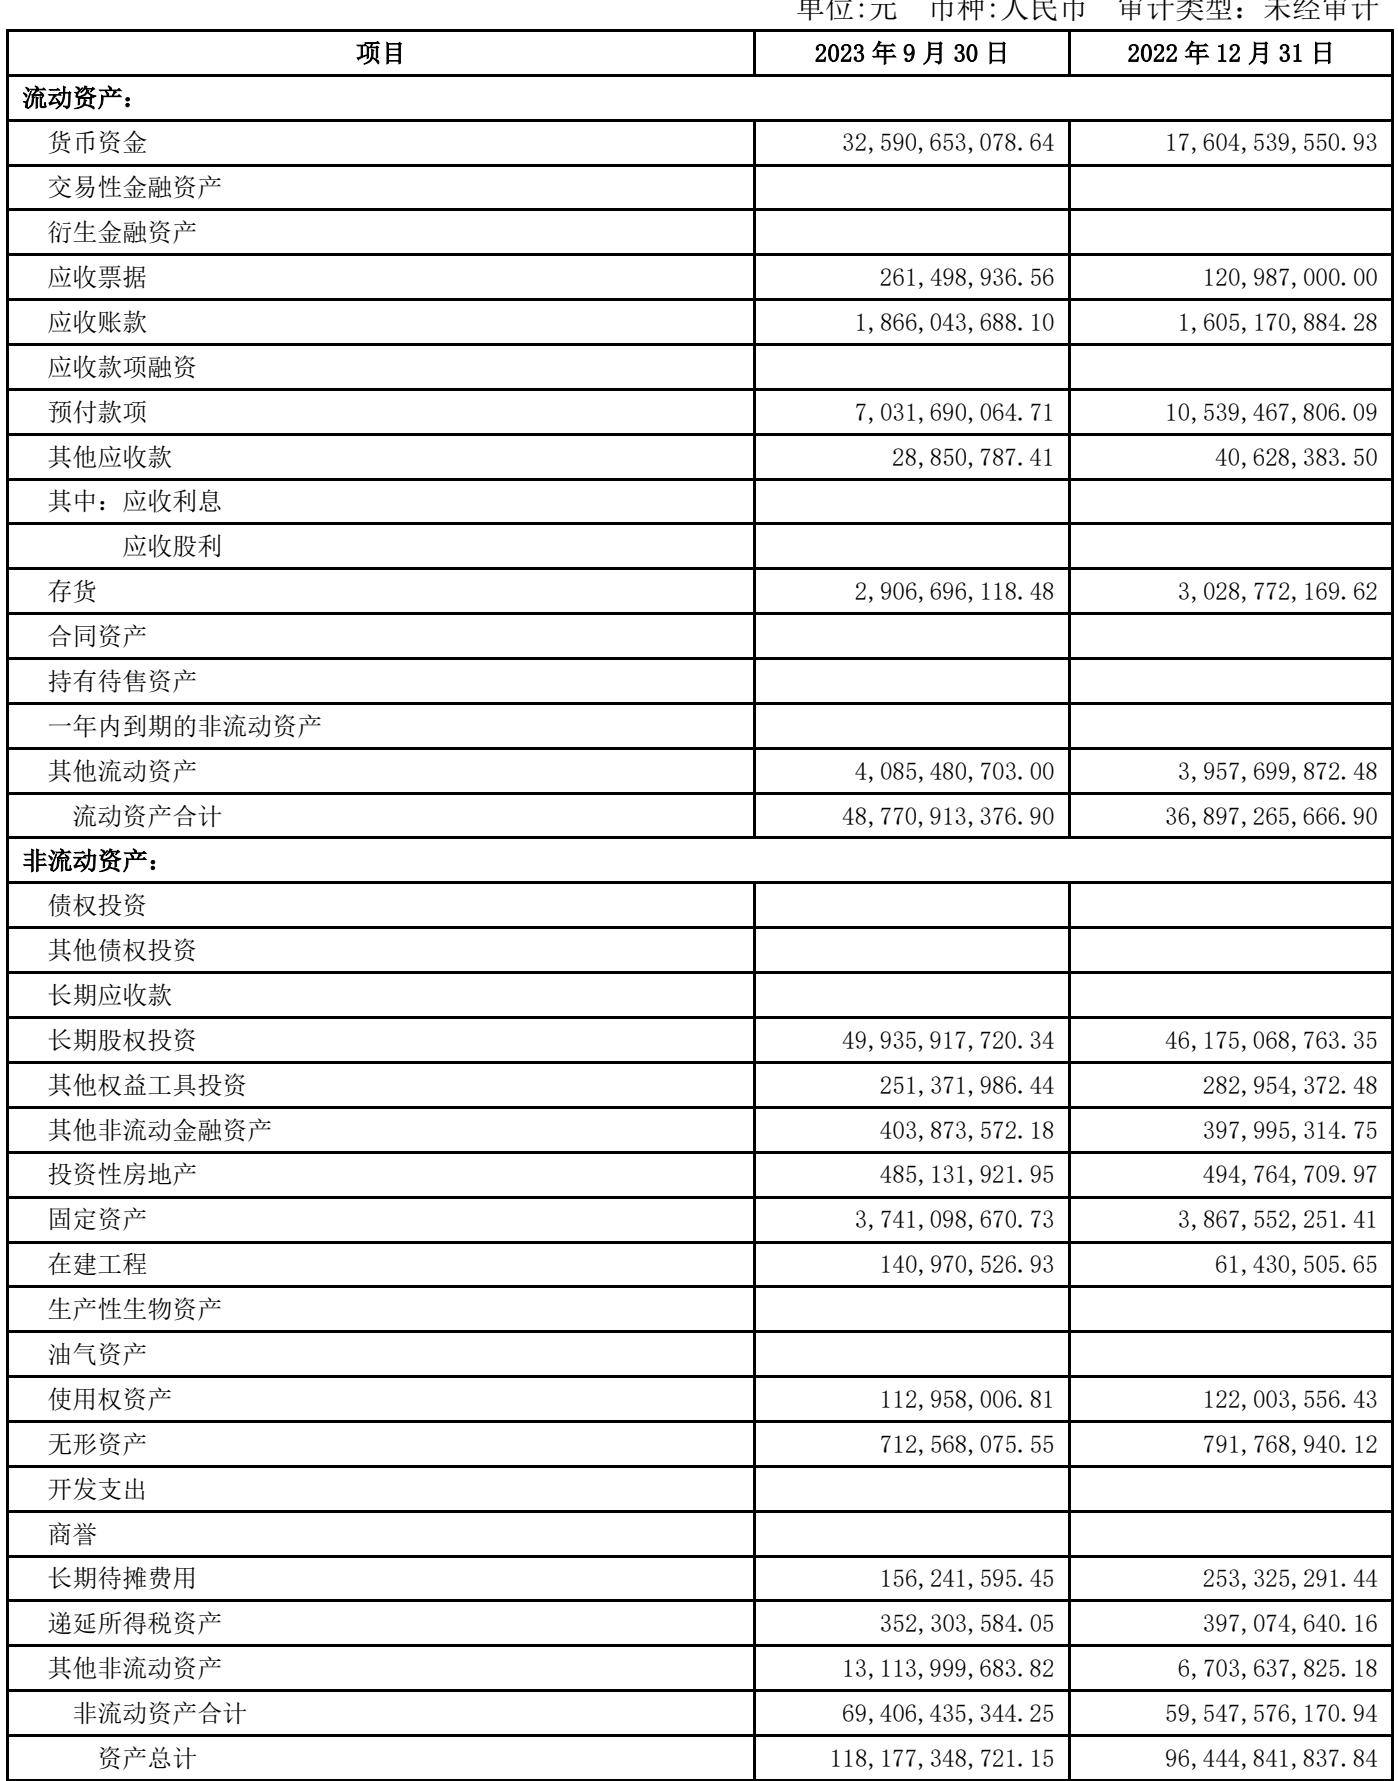 单位:元 币种:人民币 审计类型：未经审计
项目 2023 年 9 月 30 日 2022 年 12 月 31 日
流动资产：
货币资金 32,590,653,078.64 17,604,539,550.93
交易性金融资产
衍生金融资产
应收票据 261,498,936.56 120,987,000.00
应收账款 1,866,043,688.10 1,605,170,884.28
应收款项融资
预付款项 7,031,690,064.71 10,539,467,806.09
其他应收款 28,850,787.41 40,628,383.50
其中：应收利息
应收股利
存货 2,906,696,118.48 3,028,772,169.62
合同资产
持有待售资产
一年内到期的非流动资产
其他流动资产 4,085,480,703.00 3,957,699,872.48
流动资产合计 48,770,913,376.90 36,897,265,666.90
非流动资产：
债权投资
其他债权投资
长期应收款
长期股权投资 49,935,917,720.34 46,175,068,763.35
其他权益工具投资 251,371,986.44 282,954,372.48
其他非流动金融资产 403,873,572.18 397,995,314.75
投资性房地产 485,131,921.95 494,764,709.97
固定资产 3,741,098,670.73 3,867,552,251.41
在建工程 140,970,526.93 61,430,505.65
生产性生物资产
油气资产
使用权资产 112,958,006.81 122,003,556.43
无形资产 712,568,075.55 791,768,940.12
开发支出
商誉
长期待摊费用 156,241,595.45 253,325,291.44
递延所得税资产 352,303,584.05 397,074,640.16
其他非流动资产 13,113,999,683.82 6,703,637,825.18
非流动资产合计 69,406,435,344.25 59,547,576,170.94
资产总计 118,177,348,721.15 96,444,841,837.84